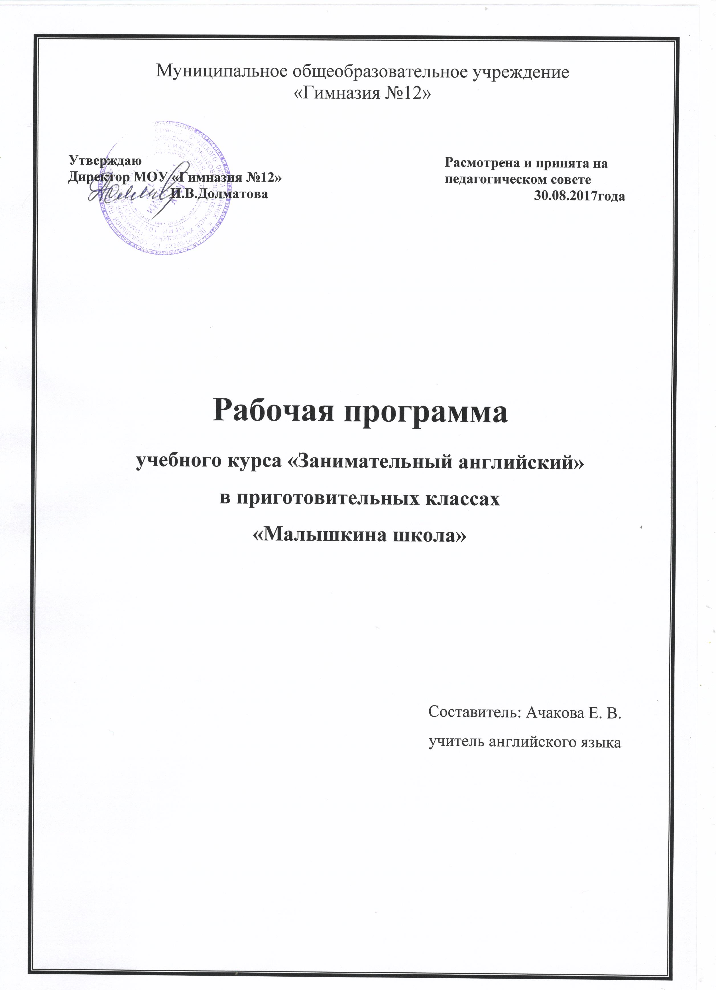 Муниципальное общеобразовательное учреждение
«Гимназия №12»
Утверждаю
Директор МОУ «Гимназия №12»
И.В.Долматова
Расмотрена и принята на
педагогическом совете
30.08.2017года
Рабочая программа
учебного курса «Занимательный английский»
в приготовительных классах
«Малышкина школа»
Составитель: Ачакова Е. В.
учитель английского языка